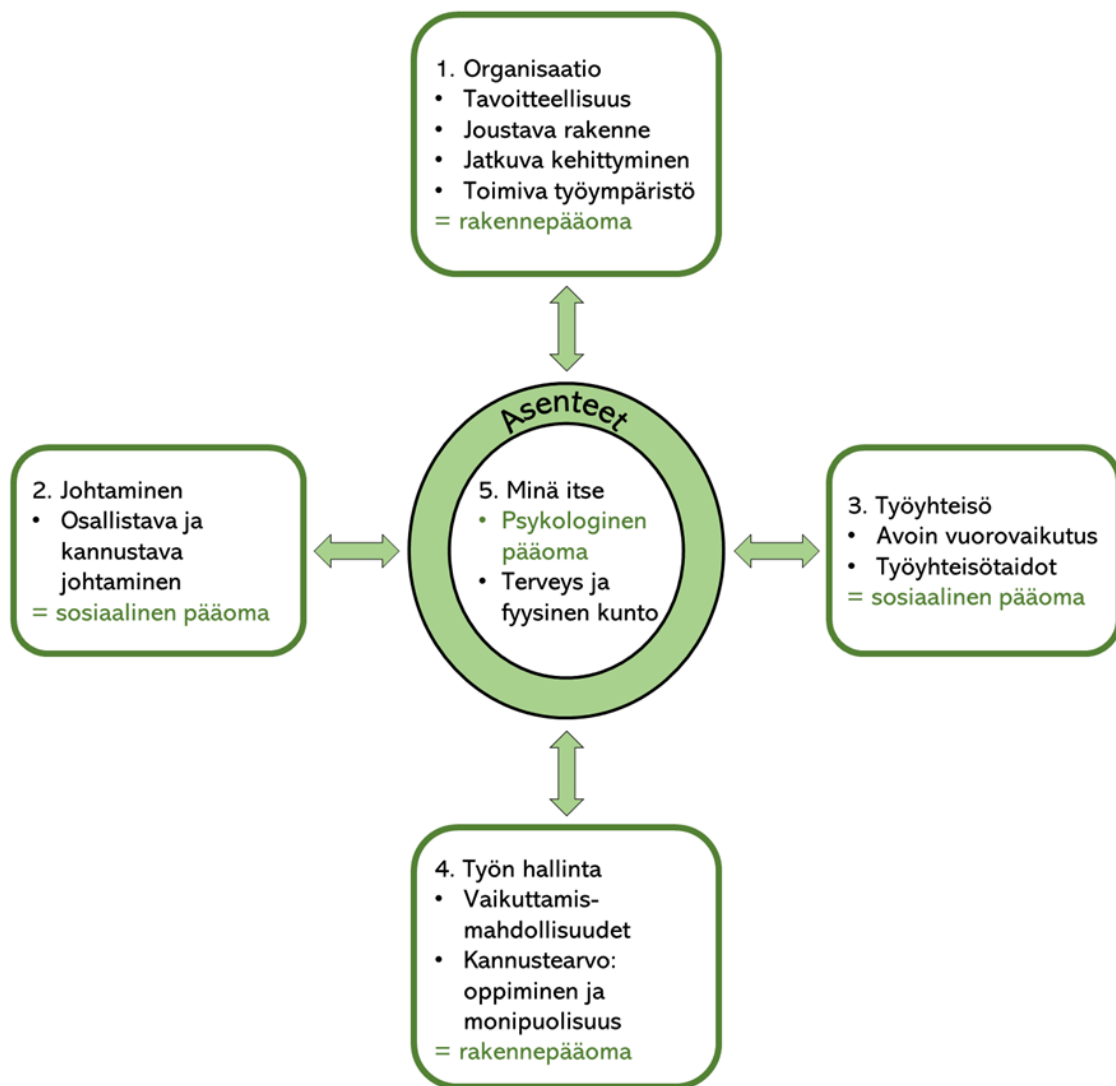 1. Organisaatio
• Tavoitteellisuus
• Joustava rakenne
• Jatkuva kehittyminen
• Toimiva työympäristö
= rakennepääoma
Asenteet
2. Johtaminen
• Osallistava ja
kannustava
johtaminen
= sosiaalinen pääoma
5. Minä itse
• Psykologinen
pääoma
• Terveys ja
fyysinen kunto
3. Työyhteisö
• Avoin vuorovaikutus
• Työyhteisötaidot
= sosiaalinen pääoma
4. Työn hallinta
• Vaikuttamis-
mahdollisuudet
• Kannustearvo:
oppiminen ja
monipuolisuus
= rakennepääoma